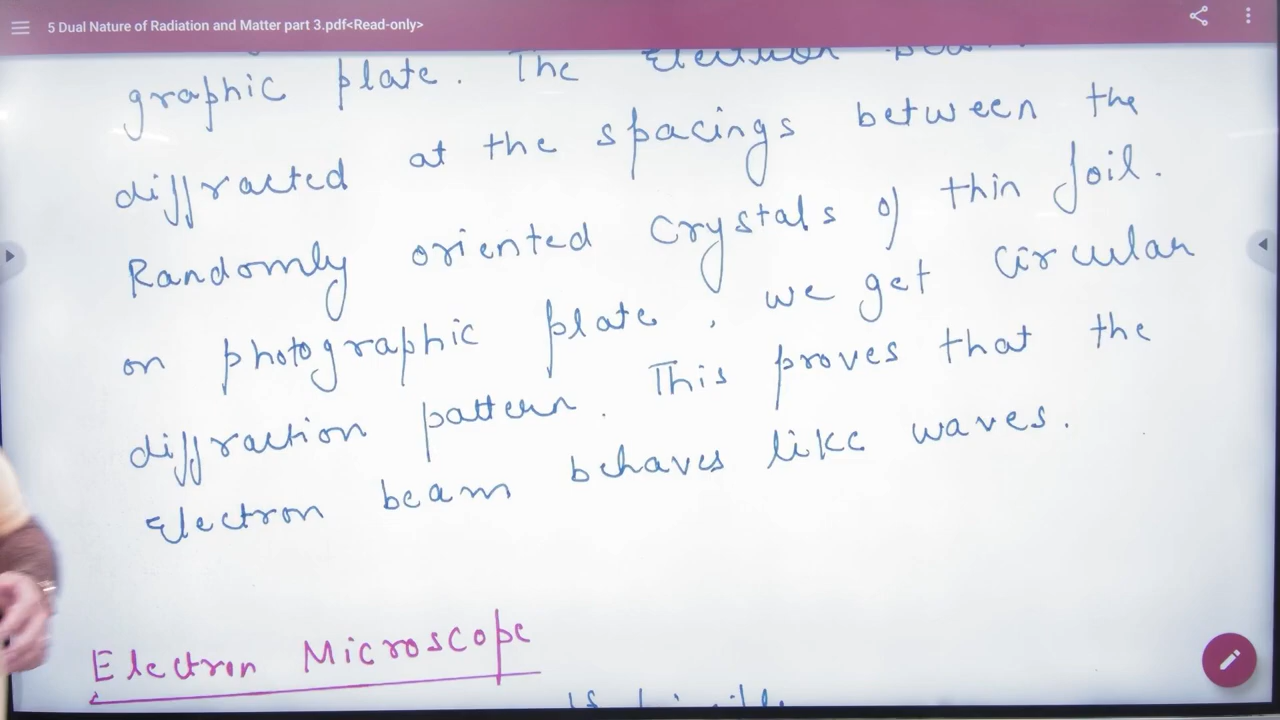 5 Dual Nature of Radiation and Matter part 3.pdf<Read-only>
graphic plate. The Electron
diffracted at the spacings between the
Randomly oriented crystals of thin foil.
on photographic plate, we get circular
diffraction pattern. This proves that the
Electron beam behaves like waves.
Electron Microscope